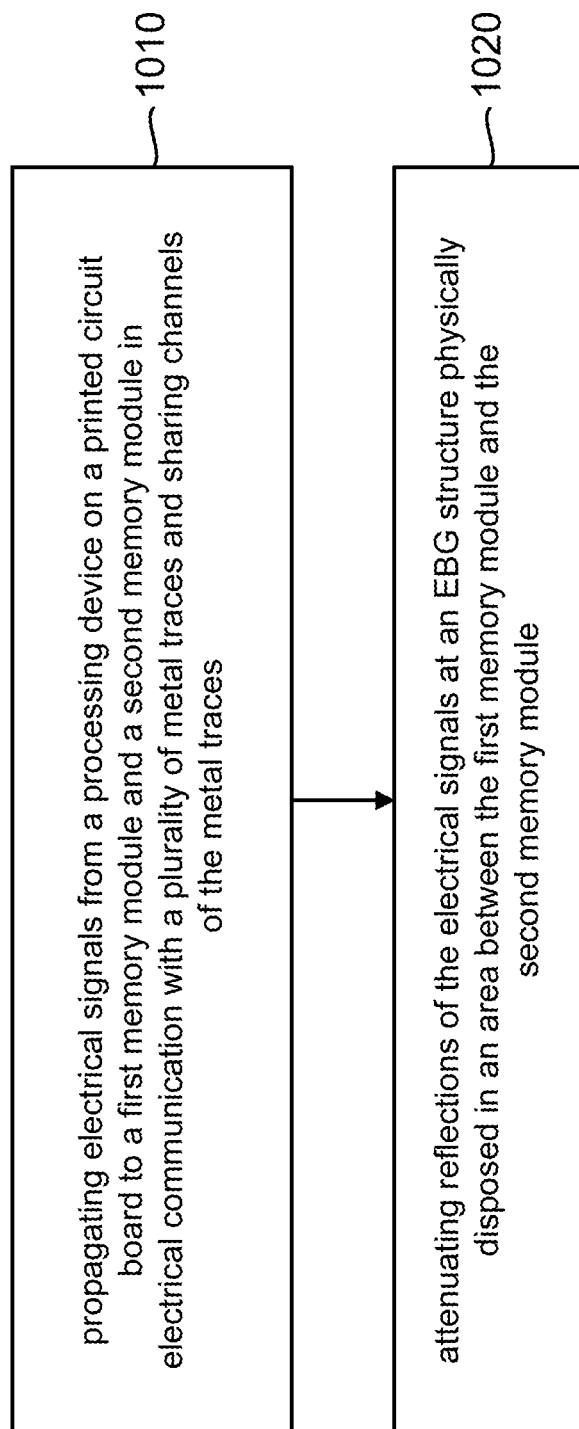 propagating electrical signals from a processing device on a printed circuit
board to a first memory module and a second memory module in
electrical communication with a plurality of metal traces and sharing channels
of the metal traces
1010
attenuating reflections of the electrical signals at an EBG structure physically
disposed in an area between the first memory module and the
second memory module
1020